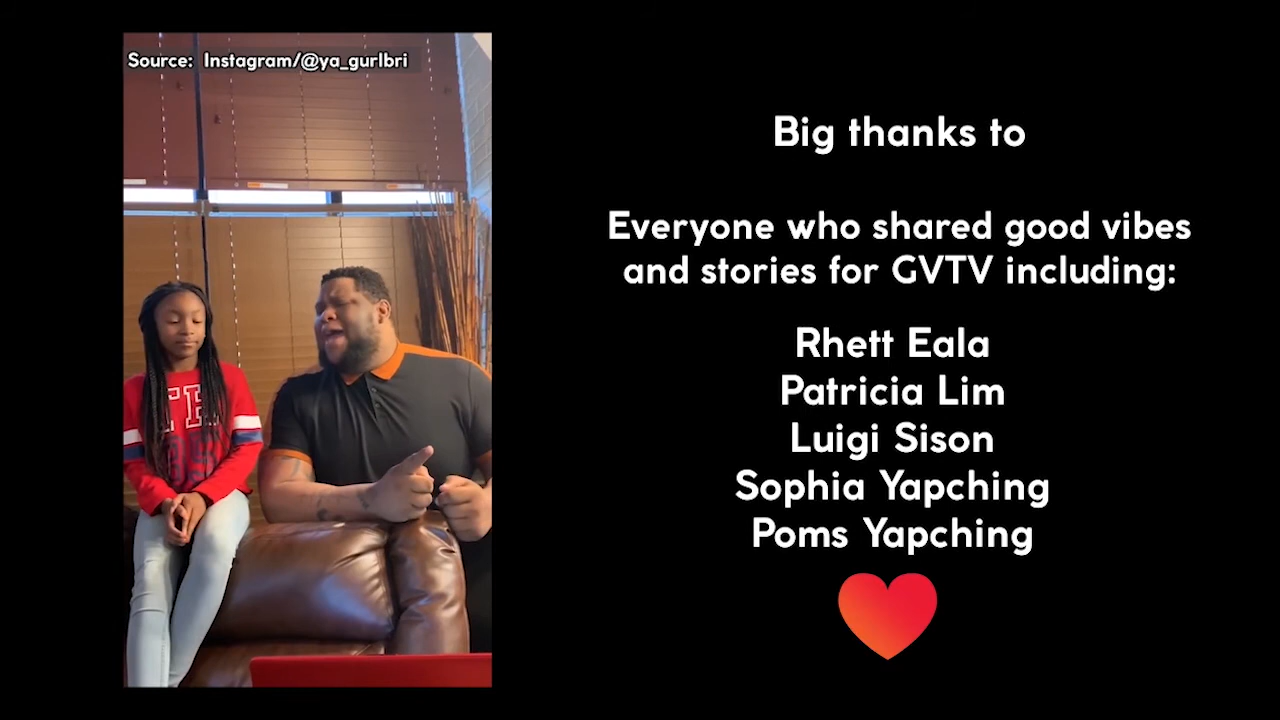 Source: Instagram/@ya_gurlbri
Big thanks to
Everyone who shared good vibes
and stories for GVTV including:
Rhett Eala
Patricia Lim
Luigi Sison
Sophia Yapching
Poms Yapching